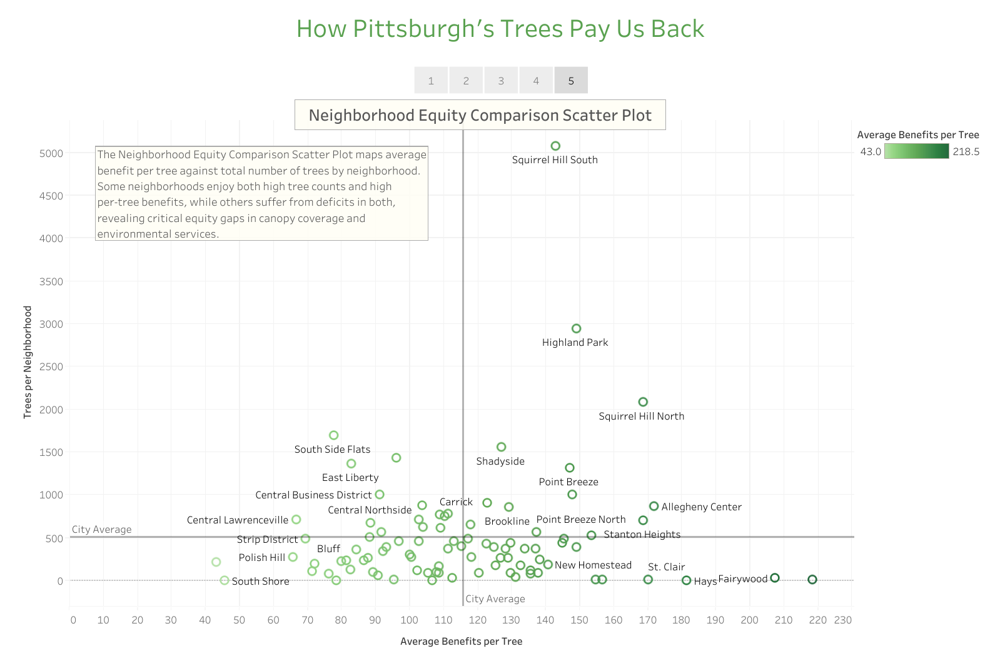 How Pittsburgh's Trees Pay Us Back
1 2 3 4 5
Neighborhood Equity Comparison Scatter Plot
The Neighborhood Equity Comparison Scatter Plot maps average
benefit per tree against total number of trees by neighborhood.
Some neighborhoods enjoy both high tree counts and high
per-tree benefits, while others suffer from deficits in both,
revealing critical equity gaps in canopy coverage and
environmental services.
Average Benefits per Tree
43.0 218.5
Trees per Neighborhood
5000
4500
4000
3500
3000
2500
2000
1500
1000
500
0
Squirrel Hill South
Highland Park
Squirrel Hill North
South Side Flats
Shadyside
East Liberty
Point Breeze
Central Business District
Carrick
Allegheny Center
Central Northside
Central Lawrenceville
Brookline
Point Breeze North
City Average
Stanton Heights
Strip District
Bluff
Polish Hill
New Homestead
St. Clair
South Shore
Hays
Fairywood
City Average
0 10 20 30 40 50 60 70 80 90 100 110 120 130 140 150 160 170 180 190 200 210 220 230
Average Benefits per Tree